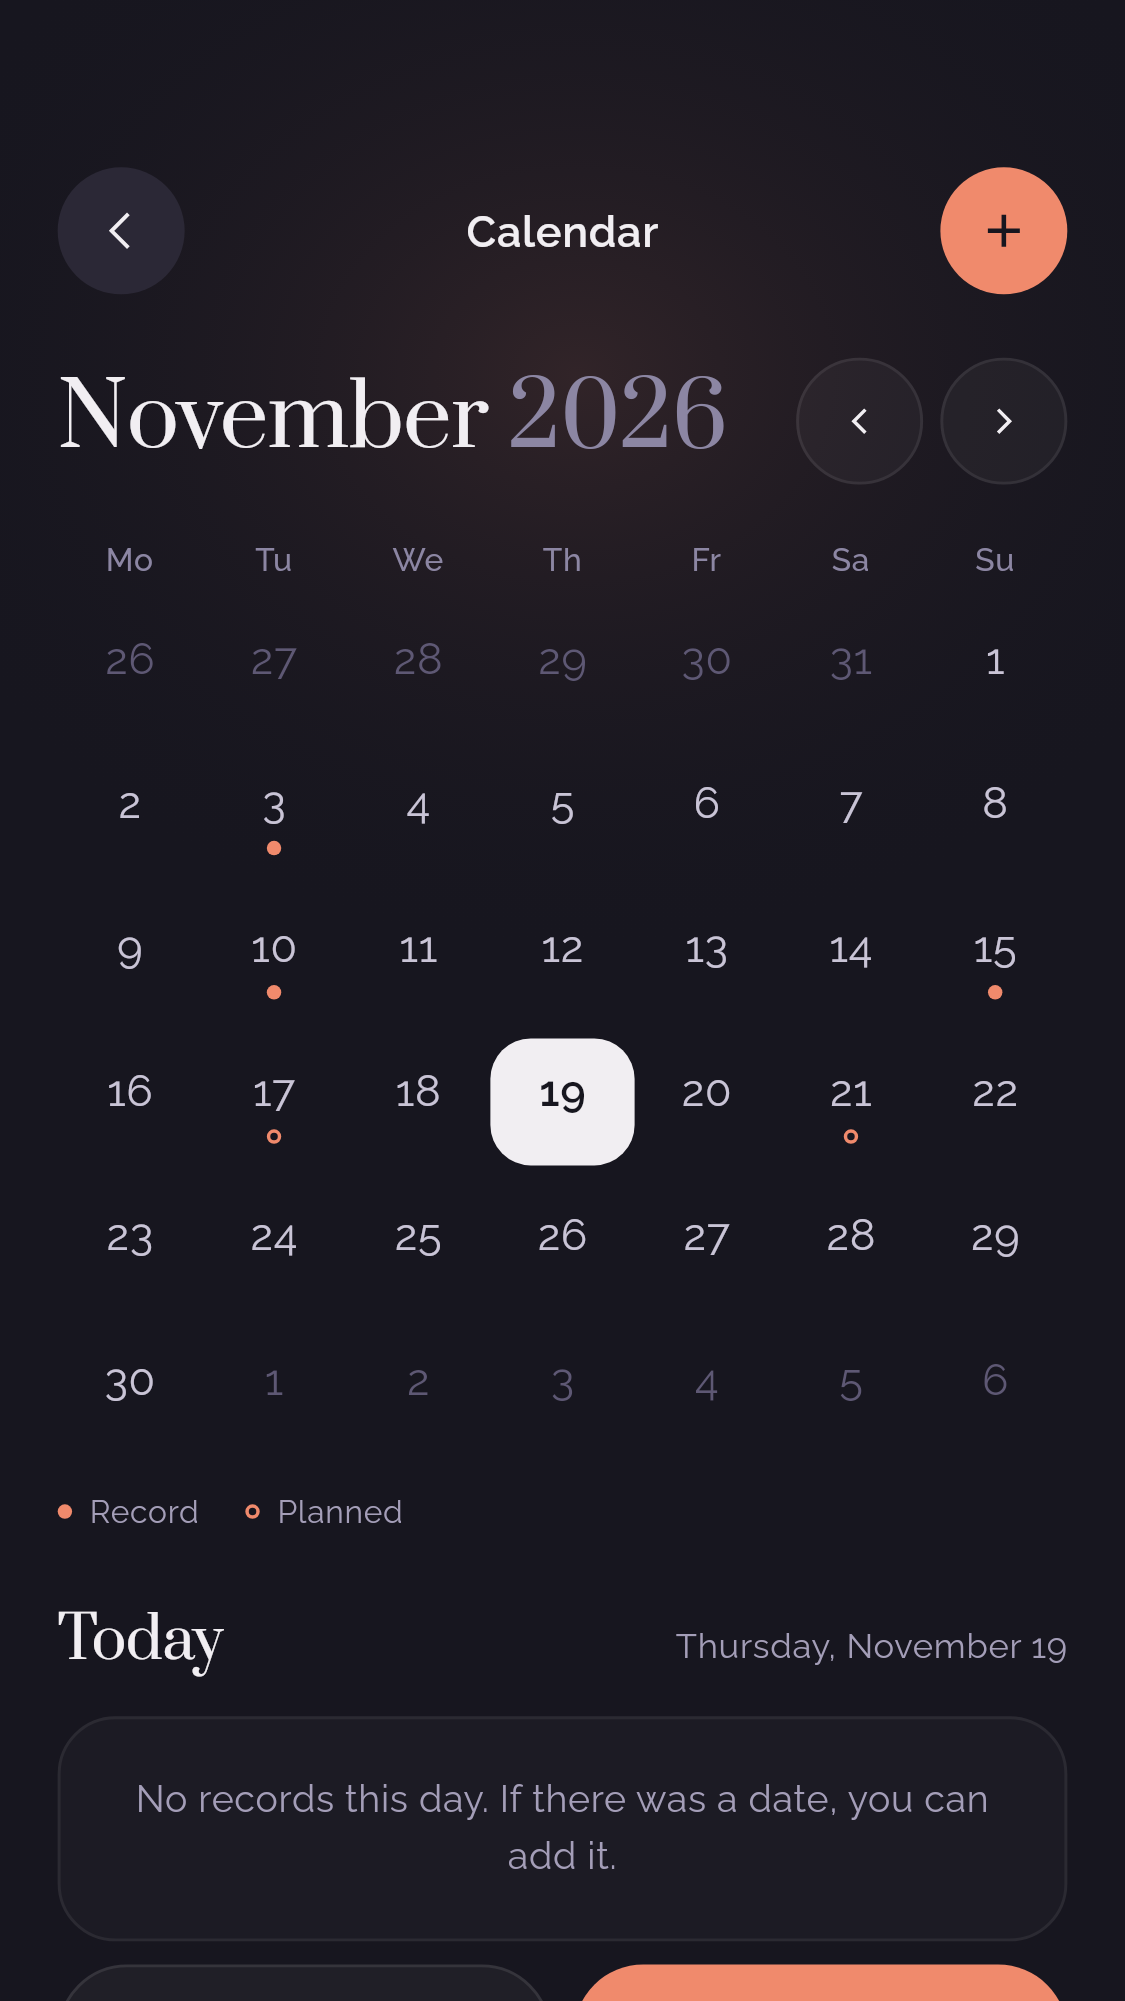 Calendar
November 2026
Mo Tu We Th Fr Sa Su
26 27 28 29 30 31 1
2 3 4 5 6 7 8
9 10 11 12 13 14 15
16 17 18 19 20 21 22
23 24 25 26 27 28 29
30 1 2 3 4 5 6
Record Planned
Today Thursday, November 19
No records this day. If there was a date, you can
add it.